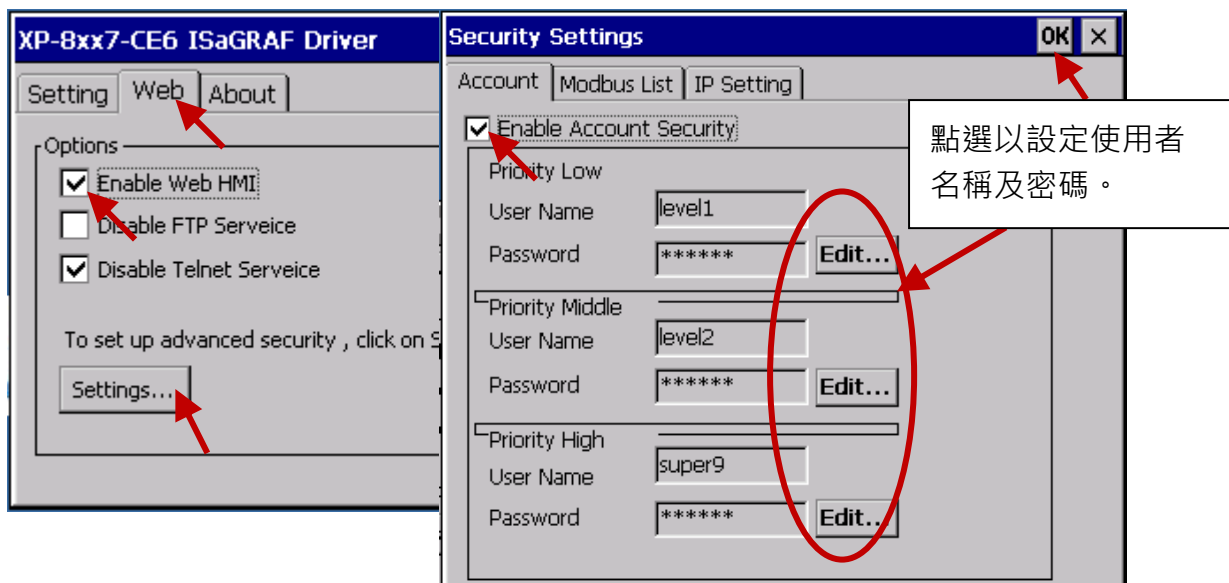 XP-8xx7-CE6 ISaGRAF Driver
Setting Web About
Options
Enable Web HMI
Disable FTP Serveice
Disable Telnet Serveice
To set up advanced security , click on S
Settings...
Security Settings OK ×
Account Modbus List IP Setting
Enable Account Security
Priority Low
User Name level1
Password ****** Edit...
Priority Middle
User Name level2
Password ****** Edit...
Priority High
User Name super9
Password ****** Edit...
點選以設定使用者
名稱及密碼。